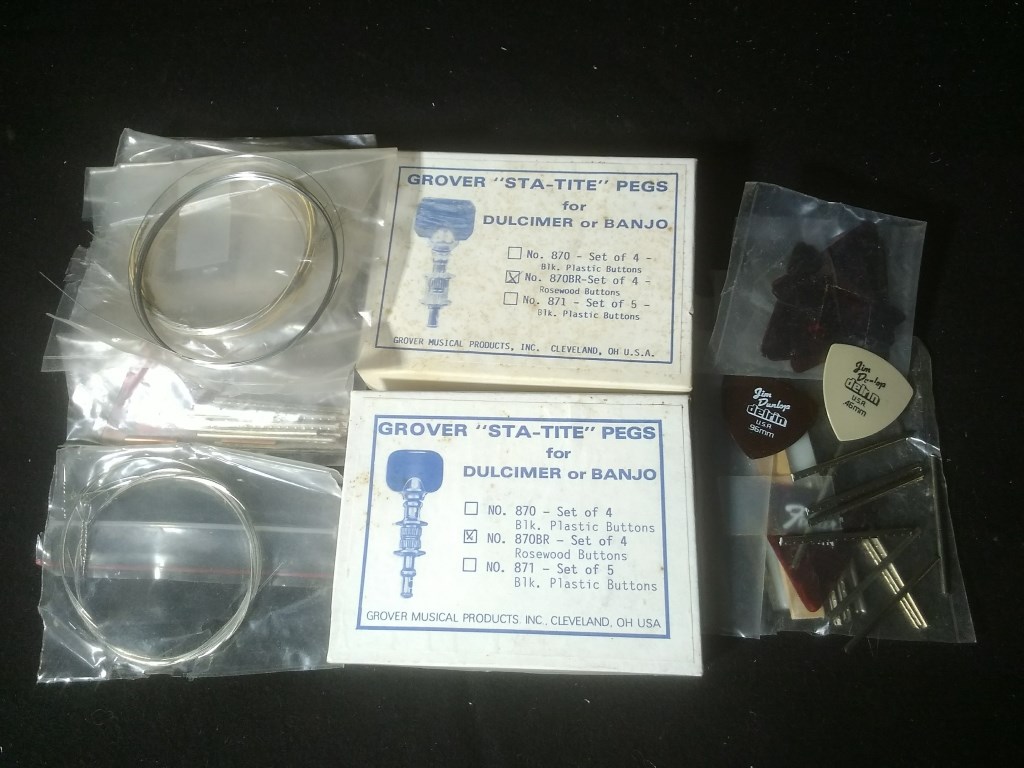 GROVER "STA-TITE" PEGS
for
DULCIMER or BANJO
No. 870 - Set of 4 -
Blk. Plastic Buttons
No. 870BR-Set of 4 -
Rosewood Buttons
No. 871 - Set of 5 -
Blk. Plastic Buttons
GROVER MUSICAL PRODUCTS, INC. CLEVELAND, OH U.S.A.
GROVER "STA-TITE" PEGS
for
DULCIMER or BANJO
NO. 870 - Set of 4
Blk. Plastic Buttons
NO. 870BR - Set of 4
Rosewood Buttons
NO. 871 - Set of 5
Blk. Plastic Buttons
GROVER MUSICAL PRODUCTS, INC., CLEVELAND, OH USA
Jim
Dunlop
delrin
U.S.A.
96mm
Jim
Dunlop
delrin
U.S.A.
46mm